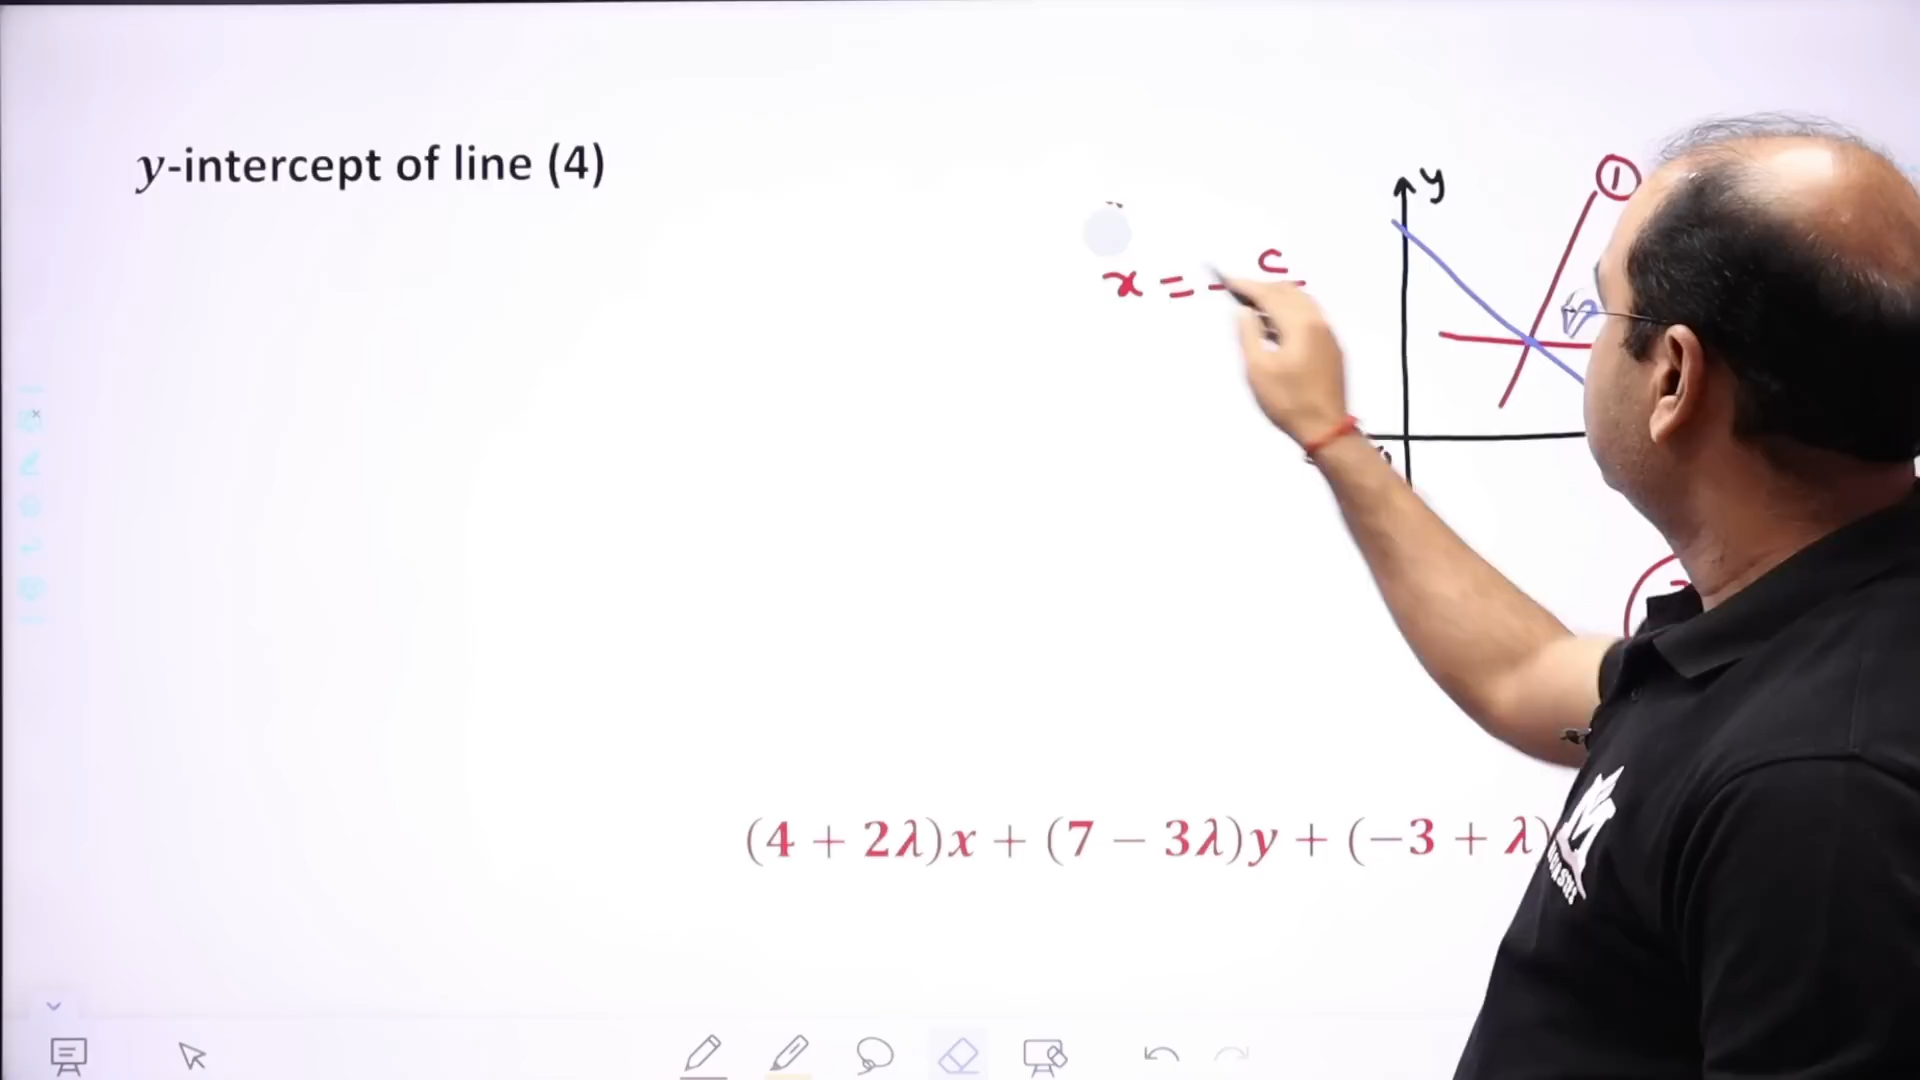 y-intercept of line (4)
y
①
x = - c
(4 + 2λ)x + (7 − 3λ)y + (−3 + λ)